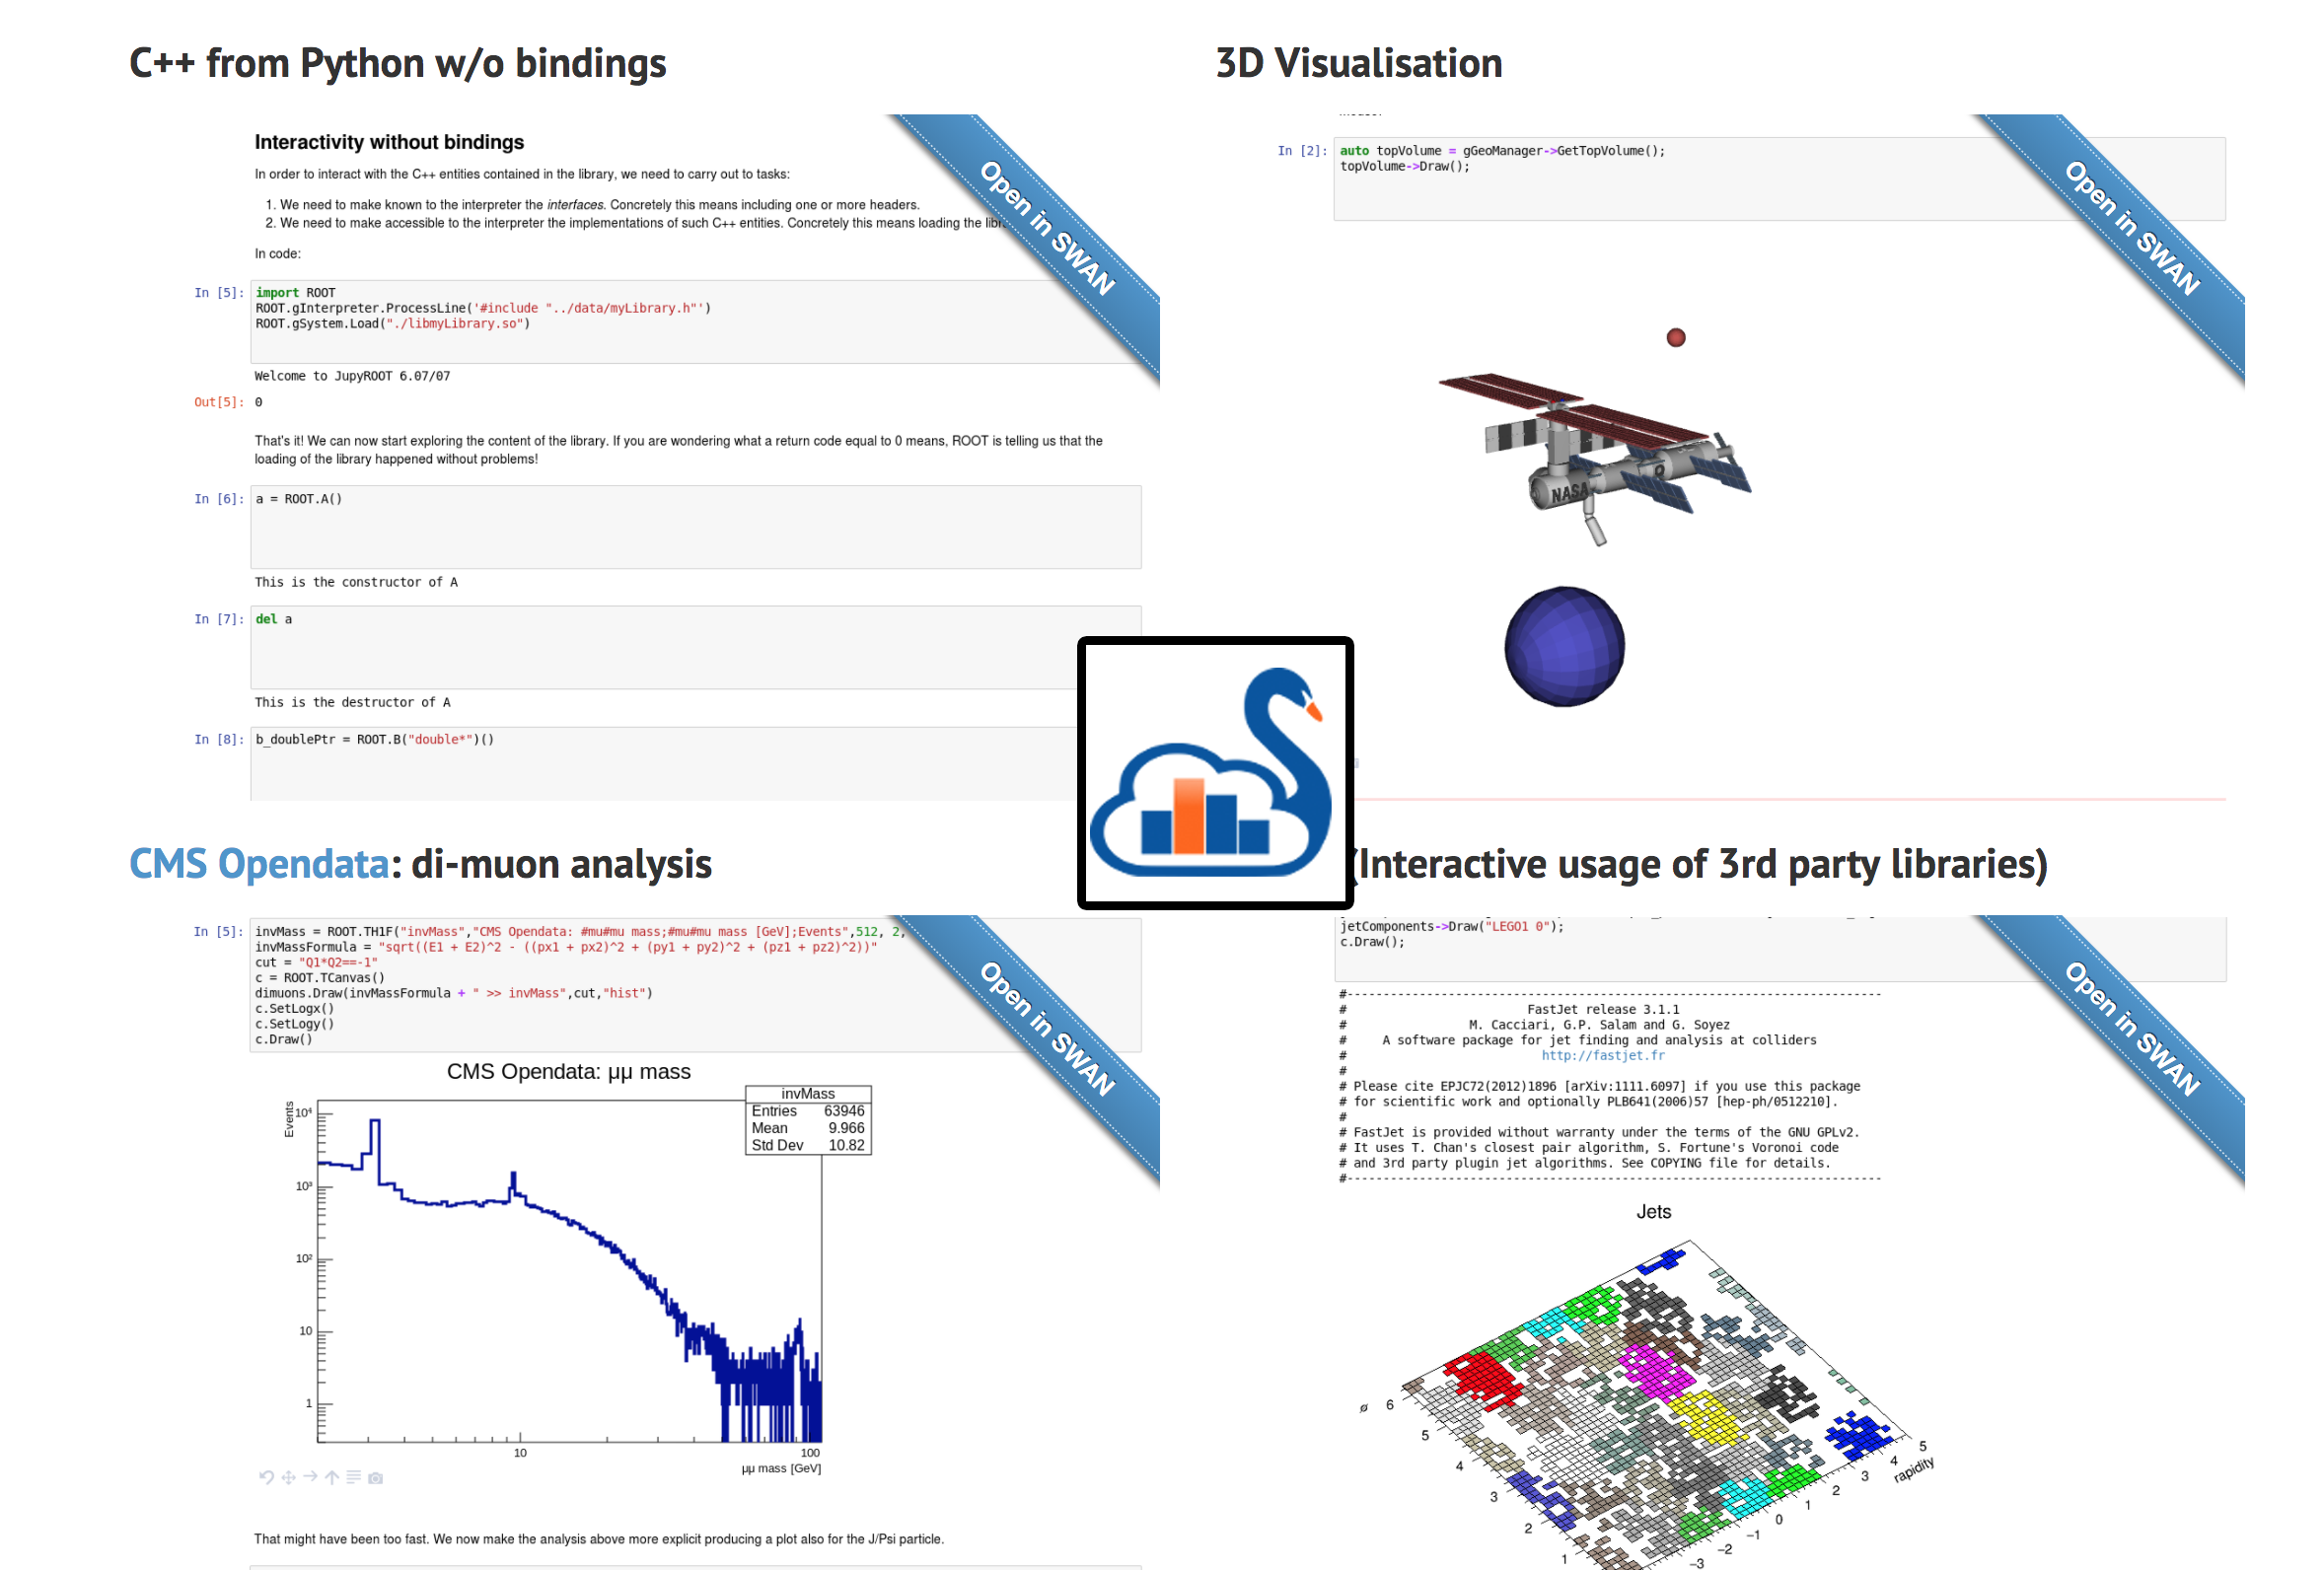 C++ from Python w/o bindings
Interactivity without bindings
In order to interact with the C++ entities contained in the library, we need to carry out to tasks:
1. We need to make known to the interpreter the interfaces. Concretely this means including one or more headers.
2. We need to make accessible to the interpreter the implementations of such C++ entities. Concretely this means loading the
In code:
In [5]:
import ROOT
ROOT.gInterpreter.ProcessLine('#include "../data/myLibrary.h"')
ROOT.gSystem.Load("./libmyLibrary.so")
Welcome to JupyROOT 6.07/07
Out[5]: 0
That's it! We can now start exploring the content of the library. If you are wondering what a return code equal to 0 means, ROOT is telling us that the
loading of the library happened without problems!
In [6]: a = ROOT.A()
This is the constructor of A
In [7]: del a
This is the destructor of A
In [8]: b_doublePtr = ROOT.B("double*")()
Open in SWAN
3D Visualisation
In [2]: auto topVolume = gGeoManager->GetTopVolume();
topVolume->Draw();
NASA
Open in SWAN
CMS Opendata: di-muon analysis
In [5]: invMass = ROOT.TH1F("invMass","CMS Opendata: #mu#mu mass;#mu#mu mass [GeV];Events",512, 2,
invMassFormula = "sqrt((E1 + E2)^2 - ((px1 + px2)^2 + (py1 + py2)^2 + (pz1 + pz2)^2))"
cut = "Q1*Q2==-1"
c = ROOT.TCanvas()
dimuons.Draw(invMassFormula + " >> invMass",cut,"hist")
c.SetLogx()
c.SetLogy()
c.Draw()
Open in SWAN
CMS Opendata: μμ mass
invMass
Entries 63946
Mean 9.966
Std Dev 10.82
Events
10⁴
10³
10²
10
1
10 100
μμ mass [GeV]
That might have been too fast. We now make the analysis above more explicit producing a plot also for the J/Psi particle.
(Interactive usage of 3rd party libraries)
jetComponents->Draw("LEGO1 0");
c.Draw();
Open in SWAN
#--------------------------------------------------------------------------
# FastJet release 3.1.1
# M. Cacciari, G.P. Salam and G. Soyez
# A software package for jet finding and analysis at colliders
# http://fastjet.fr
#
# Please cite EPJC72(2012)1896 [arXiv:1111.6097] if you use this package
# for scientific work and optionally PLB641(2006)57 [hep-ph/0512210].
#
# FastJet is provided without warranty under the terms of the GNU GPLv2.
# It uses T. Chan's closest pair algorithm, S. Fortune's Voronoi code
# and 3rd party plugin jet algorithms. See COPYING file for details.
#--------------------------------------------------------------------------
Jets
ø 6
5
4
3
2
1
5
4
3
2
1
0
−1
−2
−3
rapidity